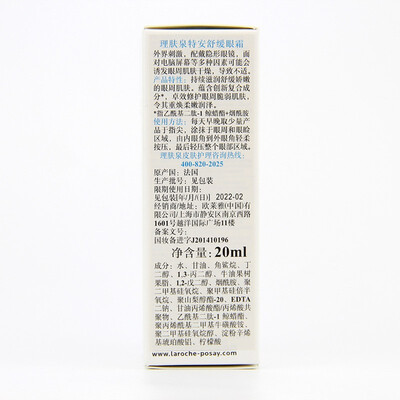 理肤泉特安舒缓眼霜
外界刺激，配戴隐形眼镜，面
对电脑屏幕等多种因素可能会
诱发眼周肌肤干燥，导致不适。
产品特性：持续滋润舒缓娇嫩
的眼周肌肤，蕴含创新复合成
分*，卓效修护眼周脆弱肌肤，
令其重焕柔嫩润泽。
*指乙酰基二肽-1 鲸蜡酯+烟酰胺
使用方法：每天早晚取少量产
品于指尖，涂抹于眼周和眼睑
区域，由内眼角到外眼角轻柔
按压，最后轻压整个眼部区域。
理肤泉皮肤护理咨询热线：
400-820-2025
原产国：法国
生产批号：见包装
限期使用日期：
见包装[年/月/(日)] 2022-02
经销商/地址：欧莱雅(中国)有
限公司/上海市静安区南京西路
1601号越洋国际广场11楼
备案文号：
国妆备进字J201410196
净含量：20ml
成分：水、甘油、角鲨烷、丁
二醇、1,3-丙二醇、牛油果树
果脂、1,2-戊二醇、烟酰胺、聚
二甲基硅氧烷、聚甲基硅倍半
氧烷、聚山梨醇酯-20、EDTA
二钠、甘油丙烯酸酯/丙烯酸共
聚物、乙酰基二肽-1 鲸蜡酯、
聚丙烯酰基二甲基牛磺酸铵、
聚二甲基硅氧烷醇、淀粉辛烯
基琥珀酸铝、柠檬酸
www.laroche-posay.com